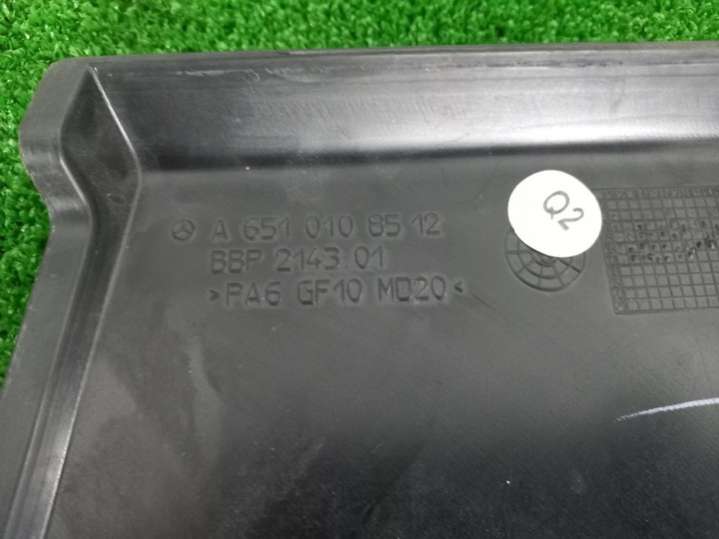 A 651 010 85 12
BBP 2143 01
>PA6 GF10 MD20<
Q2